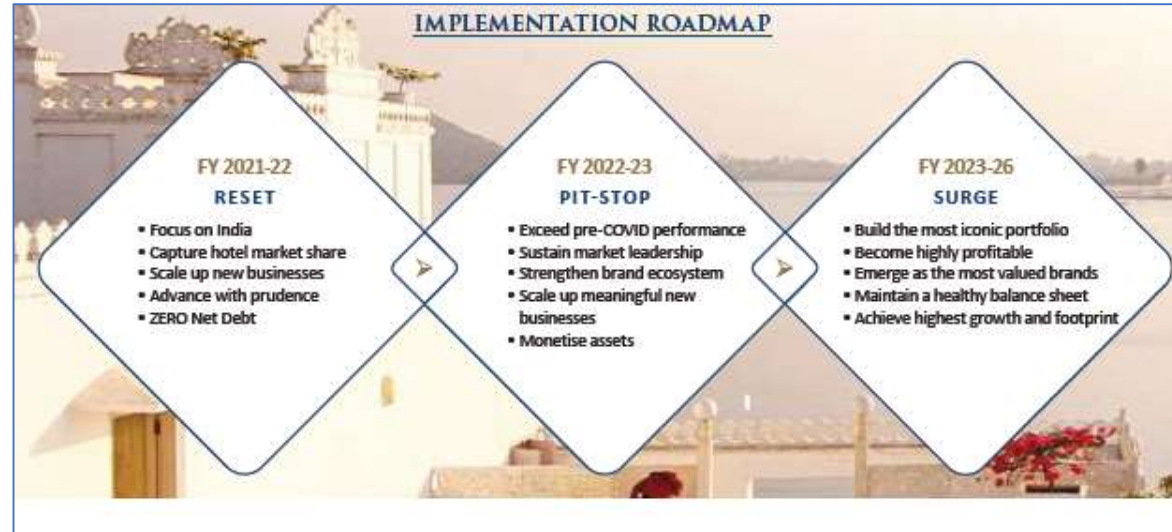 IMPLEMENTATION ROADMAP
FY 2021-22
RESET
▪ Focus on India
▪ Capture hotel market share
▪ Scale up new businesses
▪ Advance with prudence
▪ ZERO Net Debt
FY 2022-23
PIT-STOP
▪ Exceed pre-COVID performance
▪ Sustain market leadership
▪ Strengthen brand ecosystem
▪ Scale up meaningful new
businesses
▪ Monetise assets
FY 2023-26
SURGE
▪ Build the most iconic portfolio
▪ Become highly profitable
▪ Emerge as the most valued brands
▪ Maintain a healthy balance sheet
▪ Achieve highest growth and footprint